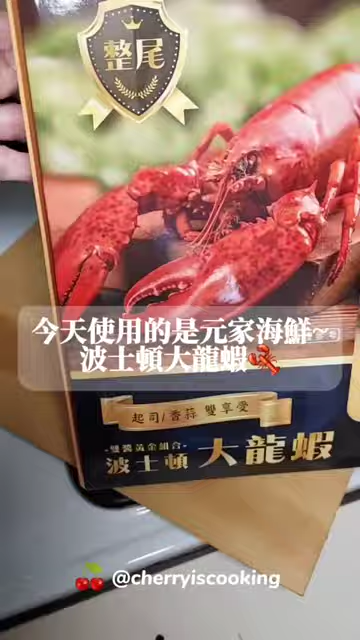 整尾
今天使用的是元家海鮮~
波士頓大龍蝦🦞
起司/香蒜 雙享愛
-雙醬黃金組合-
波士頓 大龍蝦
🍒 @cherryiscooking